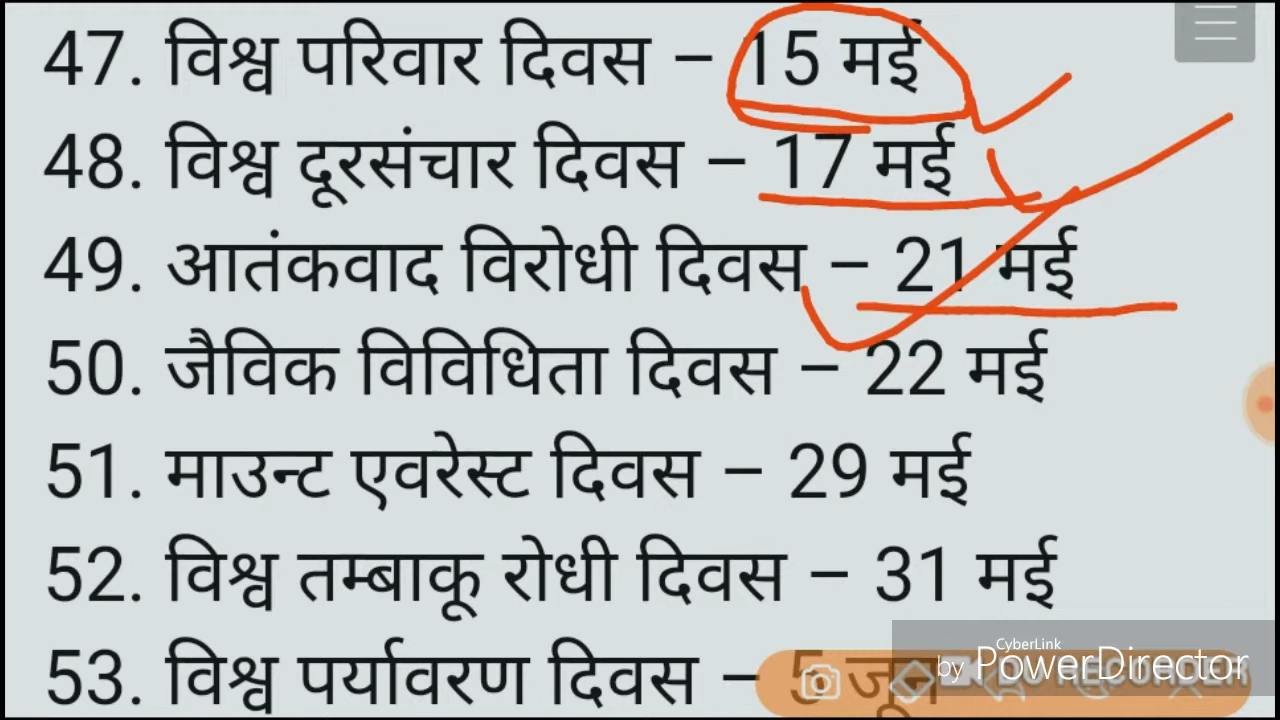 47. विश्व परिवार दिवस – 15 मई
48. विश्व दूरसंचार दिवस – 17 मई
49. आतंकवाद विरोधी दिवस – 21 मई
50. जैविक विविधिता दिवस – 22 मई
51. माउन्ट एवरेस्ट दिवस – 29 मई
52. विश्व तम्बाकू रोधी दिवस – 31 मई
53. विश्व पर्यावरण दिवस – 5 जून
CyberLink
by PowerDirector
RECORDER